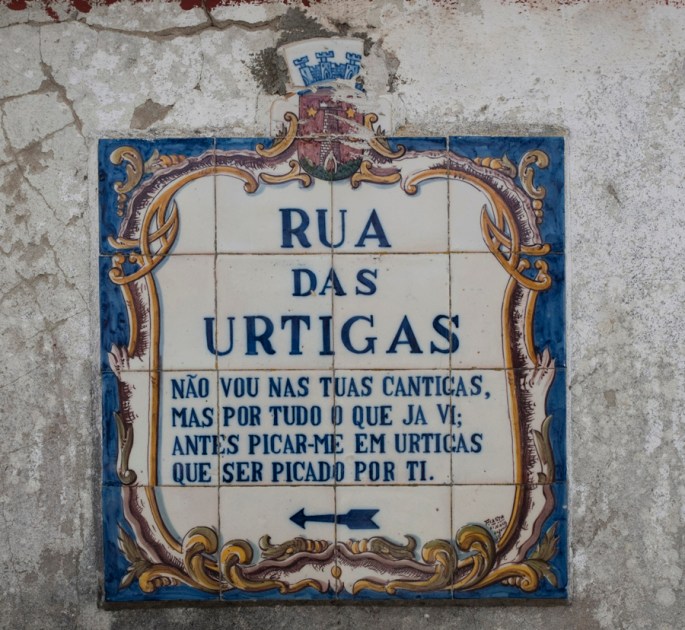 RUA
DAS
URTIGAS
NÃO VOU NAS TUAS CANTIGAS,
MAS POR TUDO O QUE JA VI;
ANTES PICAR-ME EM URTIGAS
QUE SER PICADO POR TI.